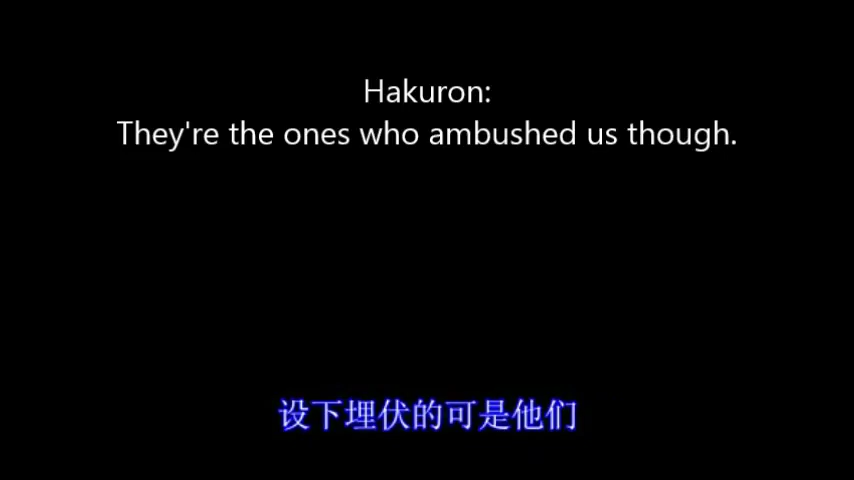 Hakuron:
They're the ones who ambushed us though.
设下埋伏的可是他们